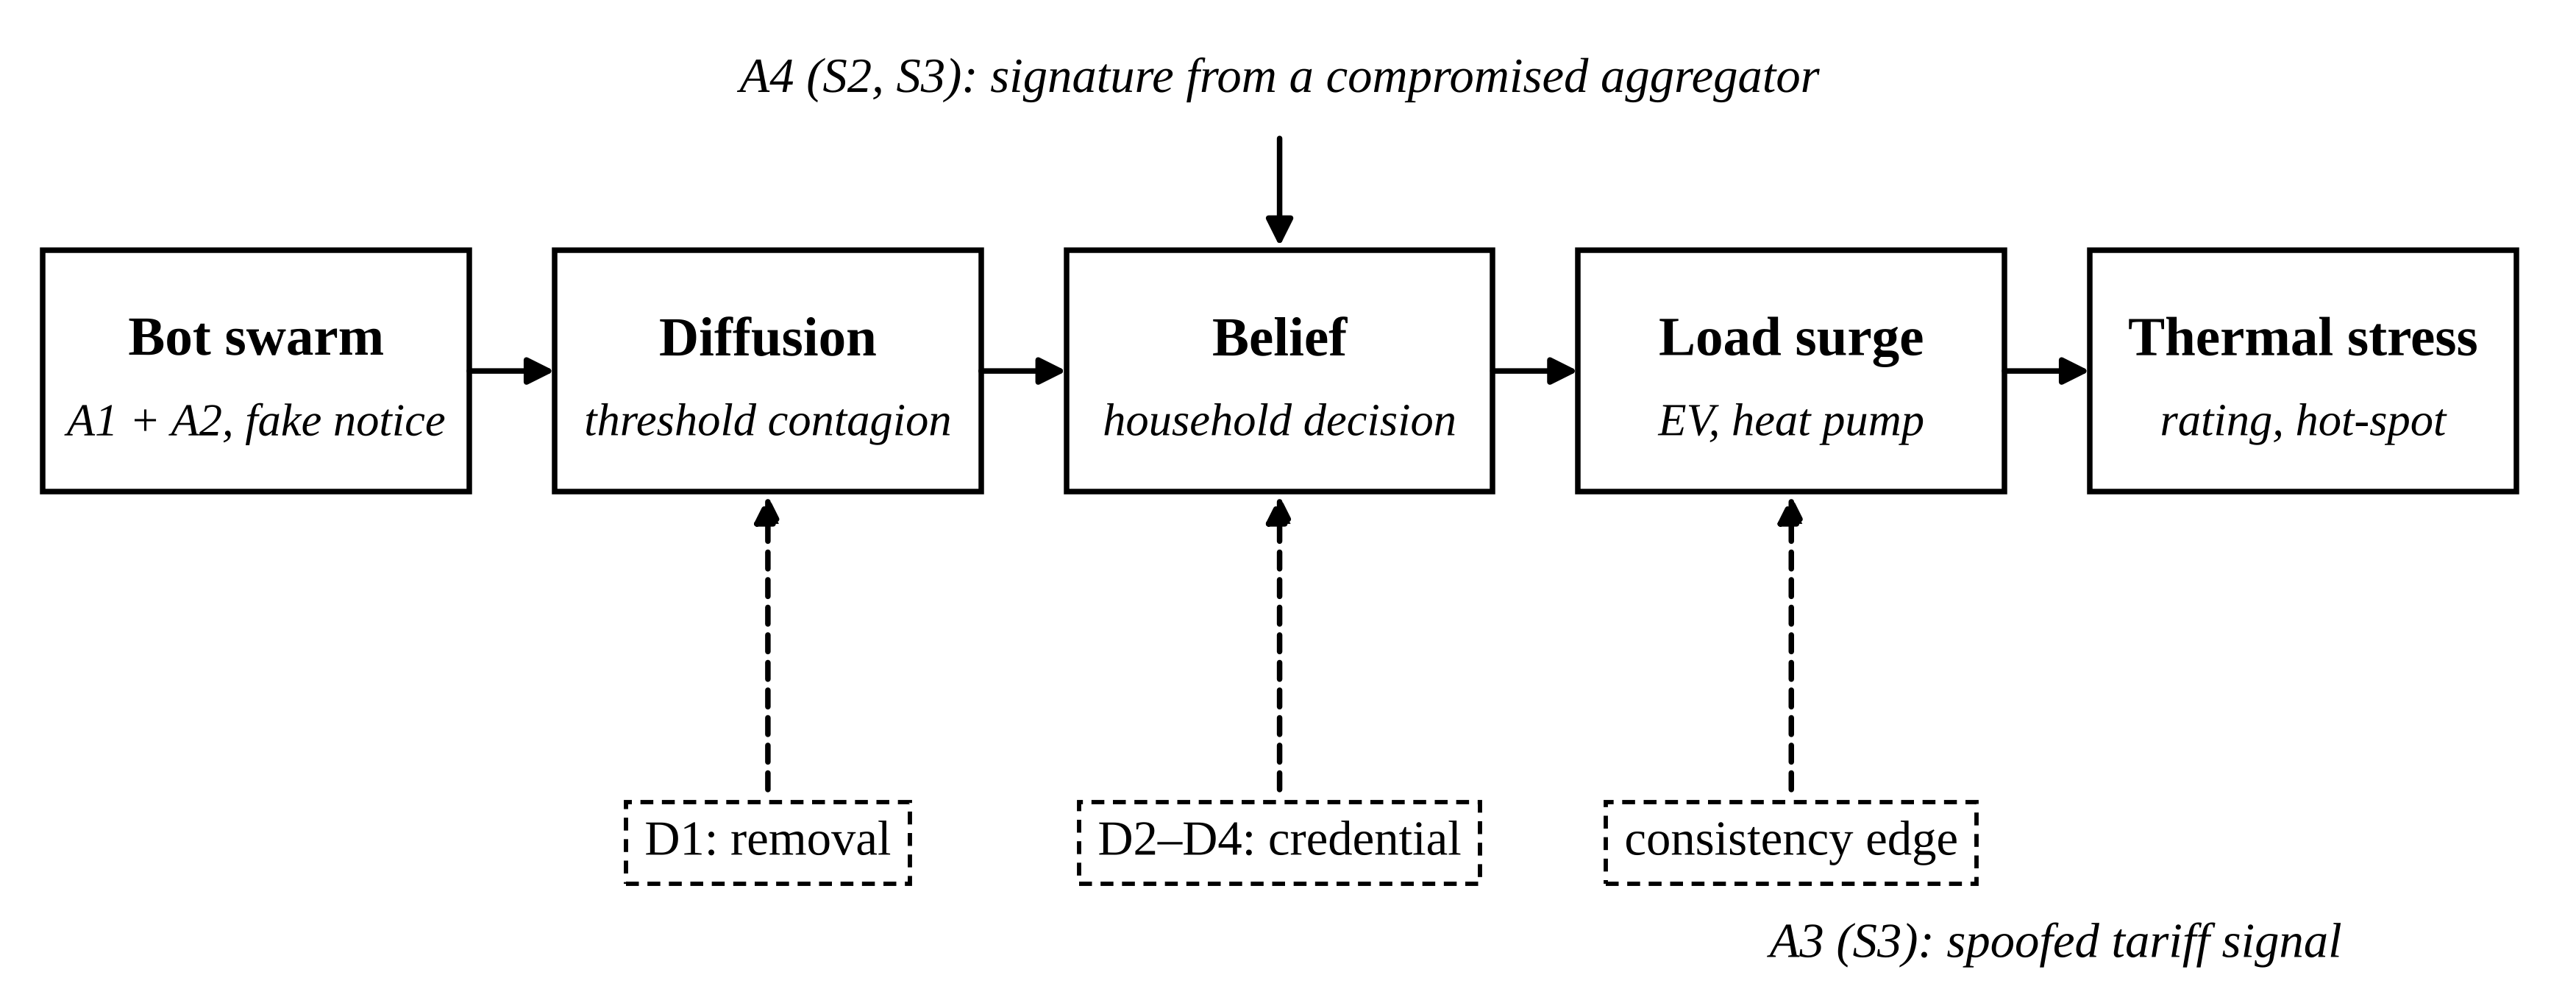 A4 (S2, S3): signature from a compromised aggregator
Bot swarm
A1 + A2, fake notice
Diffusion
threshold contagion
Belief
household decision
Load surge
EV, heat pump
Thermal stress
rating, hot-spot
D1: removal
D2–D4: credential
consistency edge
A3 (S3): spoofed tariff signal